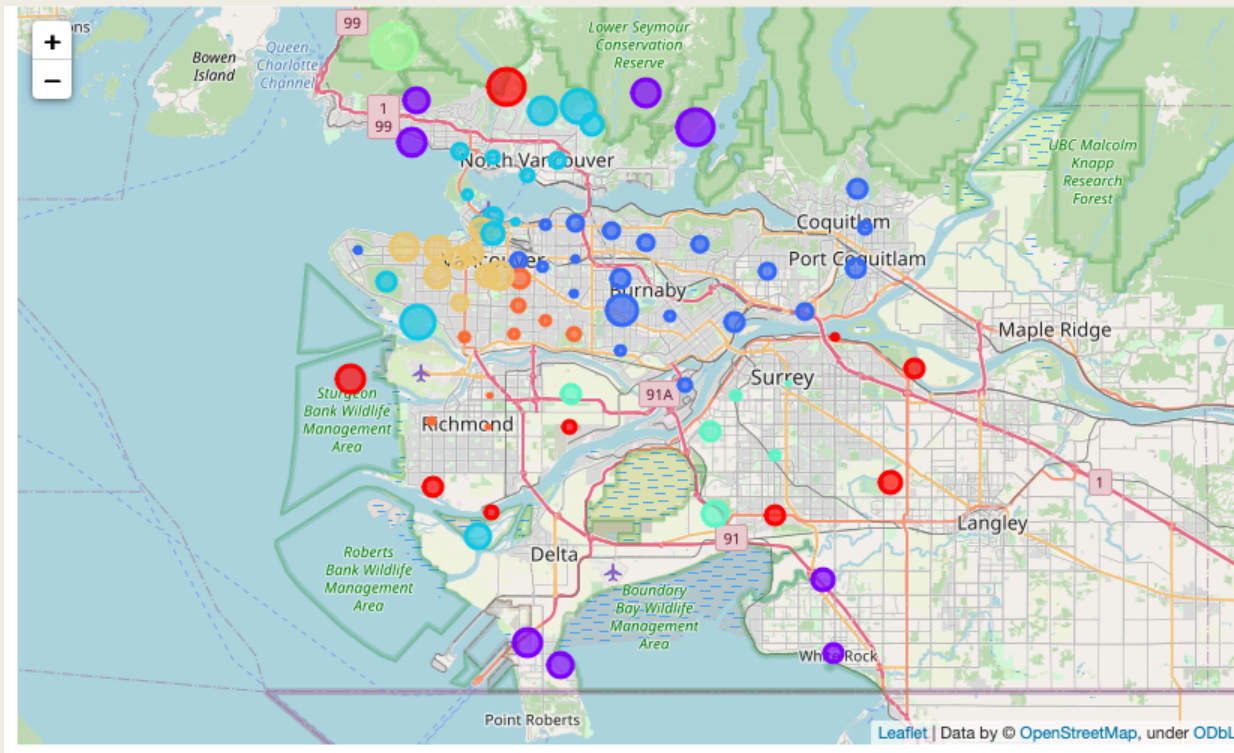 +
−
ns
99
Bowen
Island
Queen
Charlotte
Channel
Lower Seymour
Conservation
Reserve
1
99
North Vancouver
UBC Malcolm
Knapp
Research
Forest
Coquitlam
Port Coquitlam
Vancouver
Burnaby
Maple Ridge
Surrey
91A
Sturgeon
Bank Wildlife
Management
Area
Richmond
1
Langley
91
Delta
Roberts
Bank Wildlife
Management
Area
Boundary
Bay Wildlife
Management
Area
White Rock
Point Roberts
Leaflet | Data by © OpenStreetMap, under ODbL